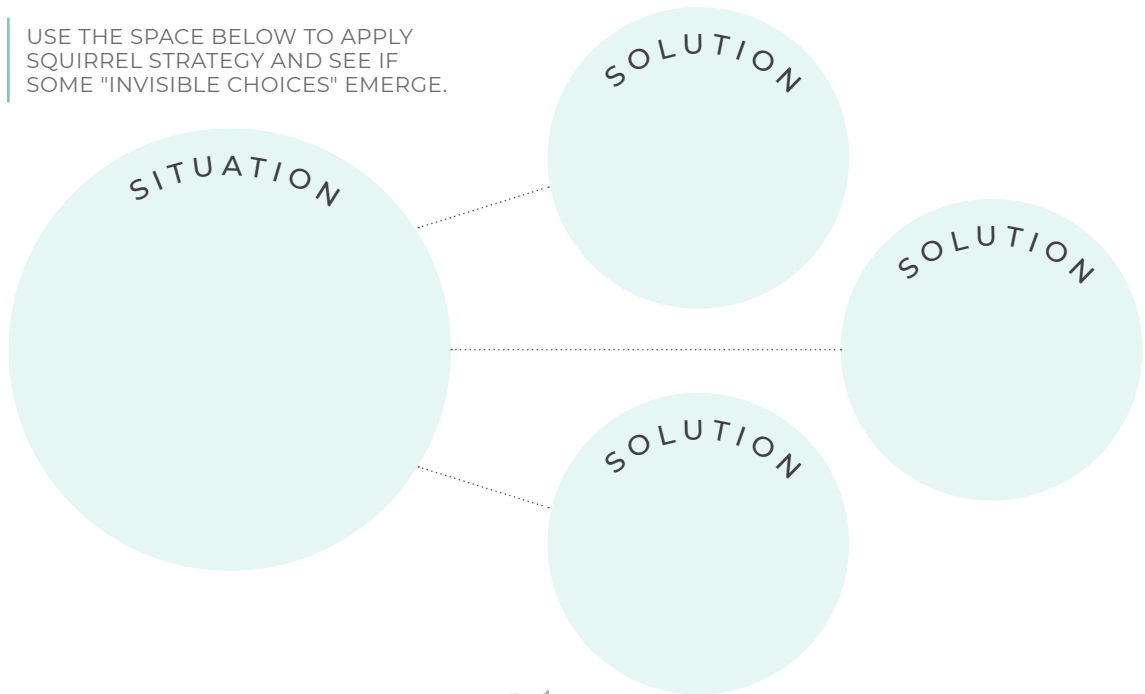 USE THE SPACE BELOW TO APPLY
SQUIRREL STRATEGY AND SEE IF
SOME "INVISIBLE CHOICES" EMERGE.
SITUATION
SOLUTION
SOLUTION
SOLUTION